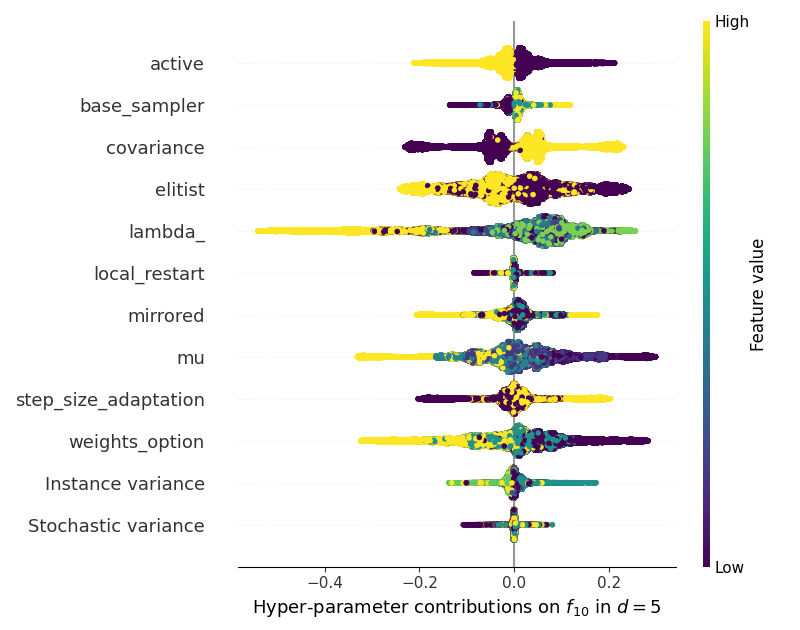 High
active
base_sampler
covariance
elitist
lambda_
local_restart
mirrored
mu
step_size_adaptation
weights_option
Instance variance
Stochastic variance
Feature value
Low
−0.4 −0.2 0.0 0.2
Hyper-parameter contributions on f₁₀ in d = 5